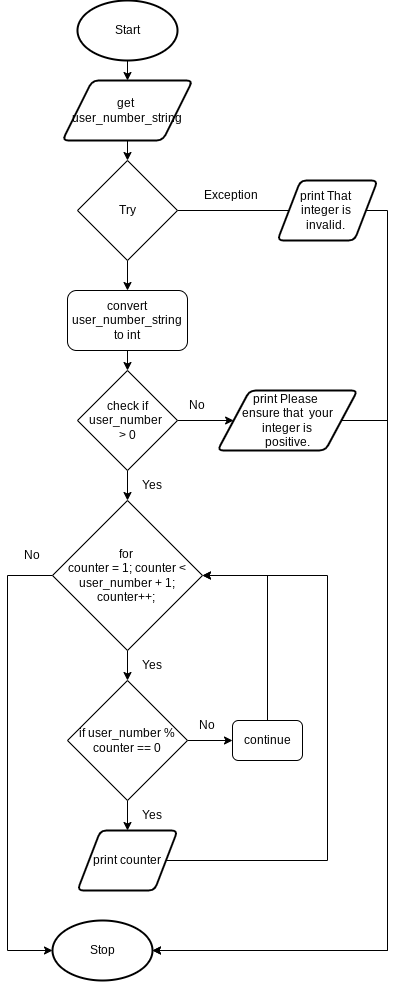 Start
get
user_number_string
Try
Exception
print That
integer is
invalid.
convert
user_number_string
to int
check if
user_number
> 0
No
print Please
ensure that  your
integer is
positive.
Yes
No
for
counter = 1; counter <
user_number + 1;
counter++;
Yes
if user_number %
counter == 0
No
continue
Yes
print counter
Stop